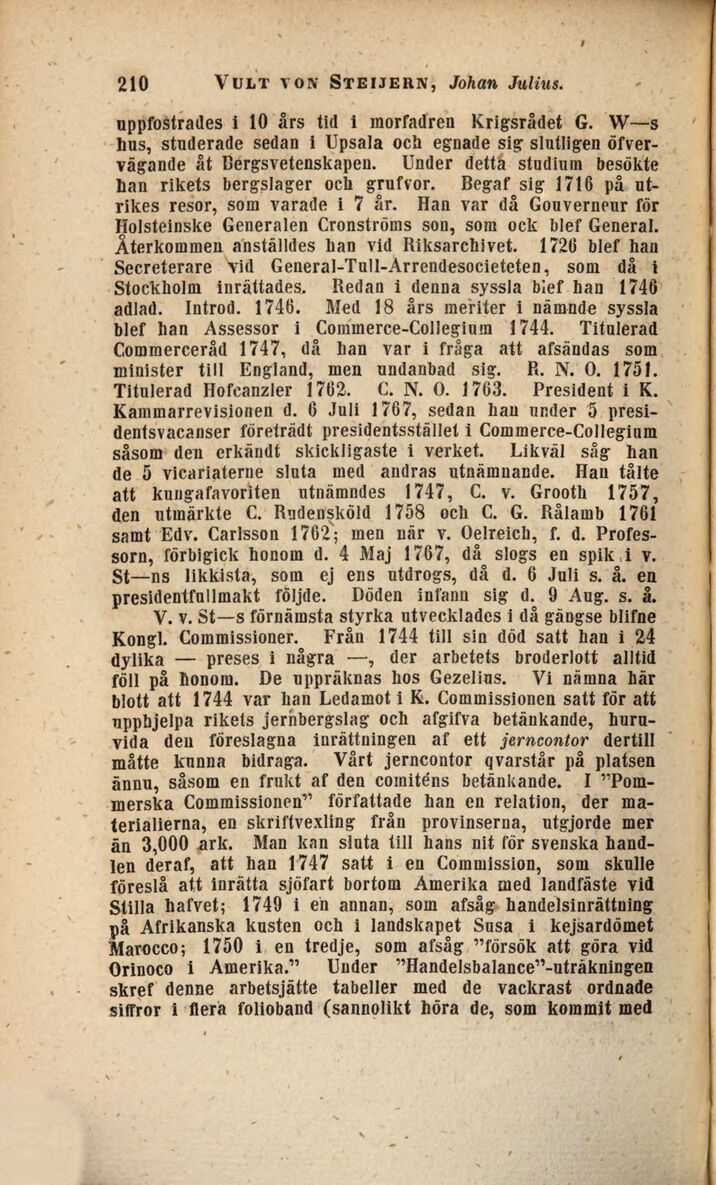 210 VULT VON STEIJERN, Johan Julius.
uppfostrades i 10 års tid i morfadren Krigsrådet G. W—s
hus, studerade sedan i Upsala och egnade sig slutligen öfver-
vägande åt Bergsvetenskapen. Under detta studium besökte
han rikets bergslager och grufvor. Begaf sig 1716 på ut-
rikes resor, som varade i 7 år. Han var då Gouverneur för
Holsteinske Generalen Cronströms son, som ock blef General.
Återkommen anställdes han vid Riksarchivet. 1726 blef han
Secreterare vid General-Tull-Arrendesocieteten, som då i
Stockholm inrättades. Redan i denna syssla blef han 1746
adlad. Introd. 1746. Med 18 års meriter i nämnde syssla
blef han Assessor i Commerce-Collegium 1744. Titulerad
Commerceråd 1747, då han var i fråga att afsändas som
minister till England, men undanbad sig. R. N. O. 1751.
Titulerad Hofcanzler 1762. C. N. O. 1763. President i K.
Kammarrevisionen d. 6 Juli 1767, sedan han under 5 presi-
dentsvacanser företrädt presidentsstället i Commerce-Collegium
såsom den erkändt skickligaste i verket. Likväl såg han
de 5 vicariaterne sluta med andras utnämnande. Han tålte
att kungafavoriten utnämndes 1747, C. v. Grooth 1757,
den utmärkte C. Rudensköld 1758 och C. G. Rålamb 1761
samt Edv. Carlsson 1762; men när v. Oelreich, f. d. Profes-
sorn, förbigick honom d. 4 Maj 1767, då slogs en spik i v.
St—ns likkista, som ej ens utdrogs, då d. 6 Juli s. å. en
presidentfullmakt följde. Döden infann sig d. 9 Aug. s. å.
V. v. St—s förnämsta styrka utvecklades i då gängse blifne
Kongl. Commissioner. Från 1744 till sin död satt han i 24
dylika — preses i några —, der arbetets broderlott alltid
föll på honom. De uppräknas hos Gezelius. Vi nämna här
blott att 1744 var han Ledamot i K. Commissionen satt för att
upphjelpa rikets jernbergslag och afgifva betänkande, huru-
vida den föreslagna inrättningen af ett jerncontor dertill
måtte kunna bidraga. Vårt jerncontor qvarstår på platsen
ännu, såsom en frukt af den comiténs betänkande. I ”Pom-
merska Commissionen” författade han en relation, der ma-
terialierna, en skriftvexling från provinserna, utgjorde mer
än 3,000 ark. Man kan sluta till hans nit för svenska hand-
len deraf, att han 1747 satt i en Commission, som skulle
föreslå att inrätta sjöfart bortom Amerika med landfäste vid
Stilla hafvet; 1749 i en annan, som afsåg handelsinrättning
på Afrikanska kusten och i landskapet Susa i kejsardömet
Marocco; 1750 i en tredje, som afsåg ”försök att göra vid
Orinoco i Amerika.” Under ”Handelsbalance”-uträkningen
skref denne arbetsjätte tabeller med de vackrast ordnade
siffror i flera folioband (sannolikt höra de, som kommit med